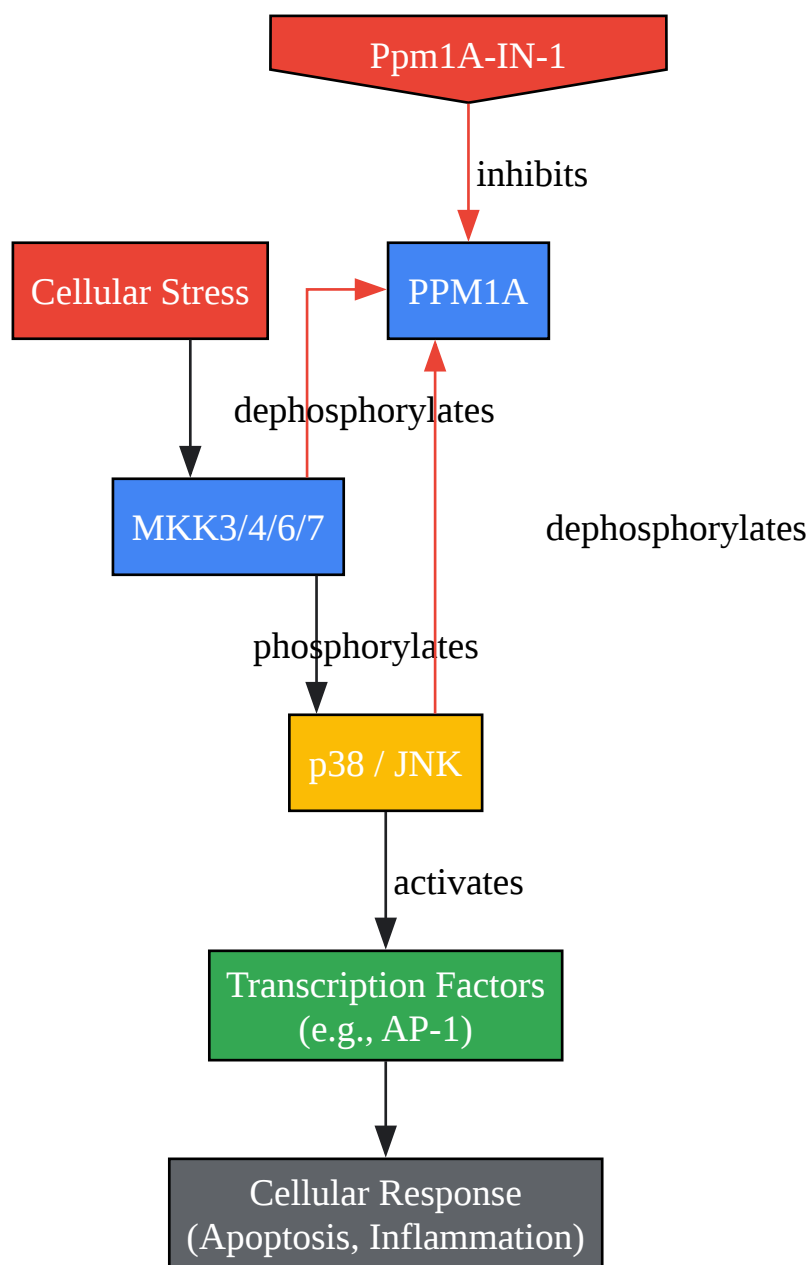 Ppm1A-IN-1
inhibits
Cellular Stress
PPM1A
dephosphorylates
MKK3/4/6/7
dephosphorylates
phosphorylates
p38 / JNK
activates
Transcription Factors
(e.g., AP-1)
Cellular Response
(Apoptosis, Inflammation)